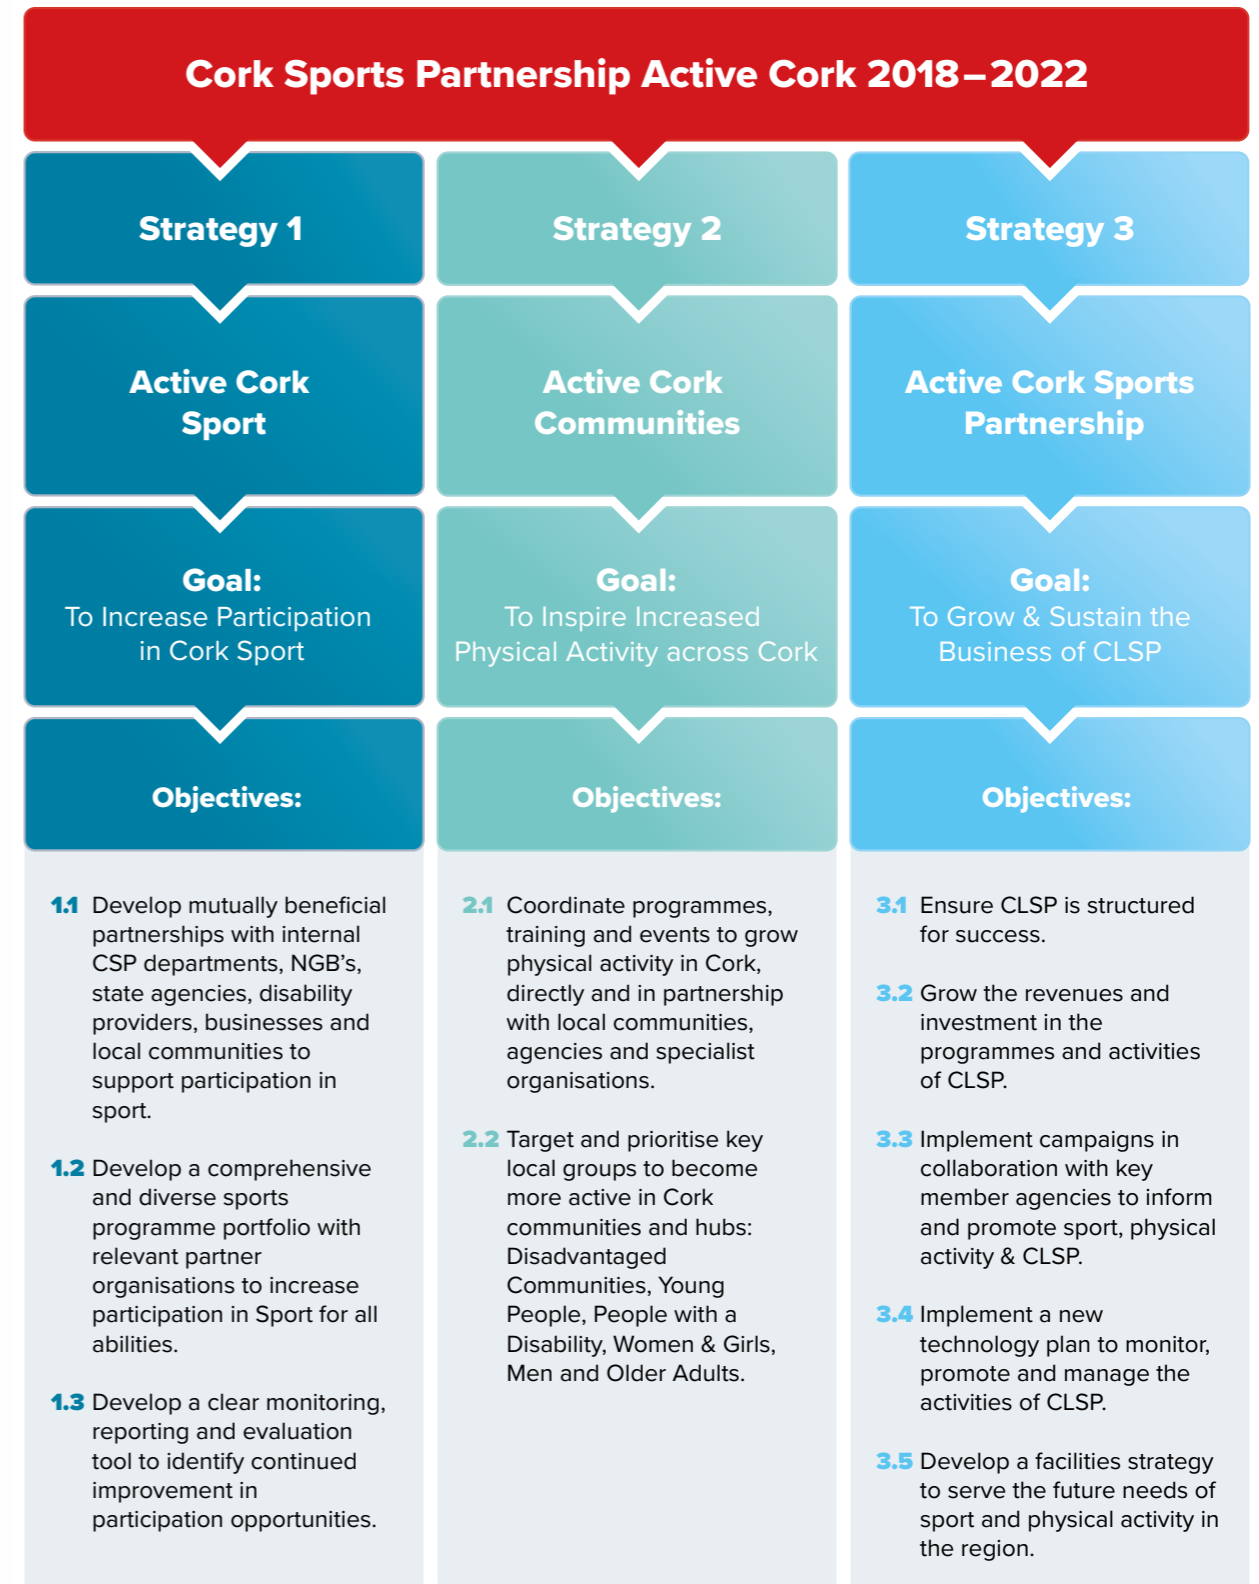 Cork Sports Partnership Active Cork 2018–2022
Strategy 1
Active Cork
Sport
Goal:
To Increase Participation
in Cork Sport
Objectives:
1.1 Develop mutually beneficial
partnerships with internal
CSP departments, NGB’s,
state agencies, disability
providers, businesses and
local communities to
support participation in
sport.
1.2 Develop a comprehensive
and diverse sports
programme portfolio with
relevant partner
organisations to increase
participation in Sport for all
abilities.
1.3 Develop a clear monitoring,
reporting and evaluation
tool to identify continued
improvement in
participation opportunities.
Strategy 2
Active Cork
Communities
Goal:
To Inspire Increased
Physical Activity across Cork
Objectives:
2.1 Coordinate programmes,
training and events to grow
physical activity in Cork,
directly and in partnership
with local communities,
agencies and specialist
organisations.
2.2 Target and prioritise key
local groups to become
more active in Cork
communities and hubs:
Disadvantaged
Communities, Young
People, People with a
Disability, Women & Girls,
Men and Older Adults.
Strategy 3
Active Cork Sports
Partnership
Goal:
To Grow & Sustain the
Business of CLSP
Objectives:
3.1 Ensure CLSP is structured
for success.
3.2 Grow the revenues and
investment in the
programmes and activities
of CLSP.
3.3 Implement campaigns in
collaboration with key
member agencies to inform
and promote sport, physical
activity & CLSP.
3.4 Implement a new
technology plan to monitor,
promote and manage the
activities of CLSP.
3.5 Develop a facilities strategy
to serve the future needs of
sport and physical activity in
the region.